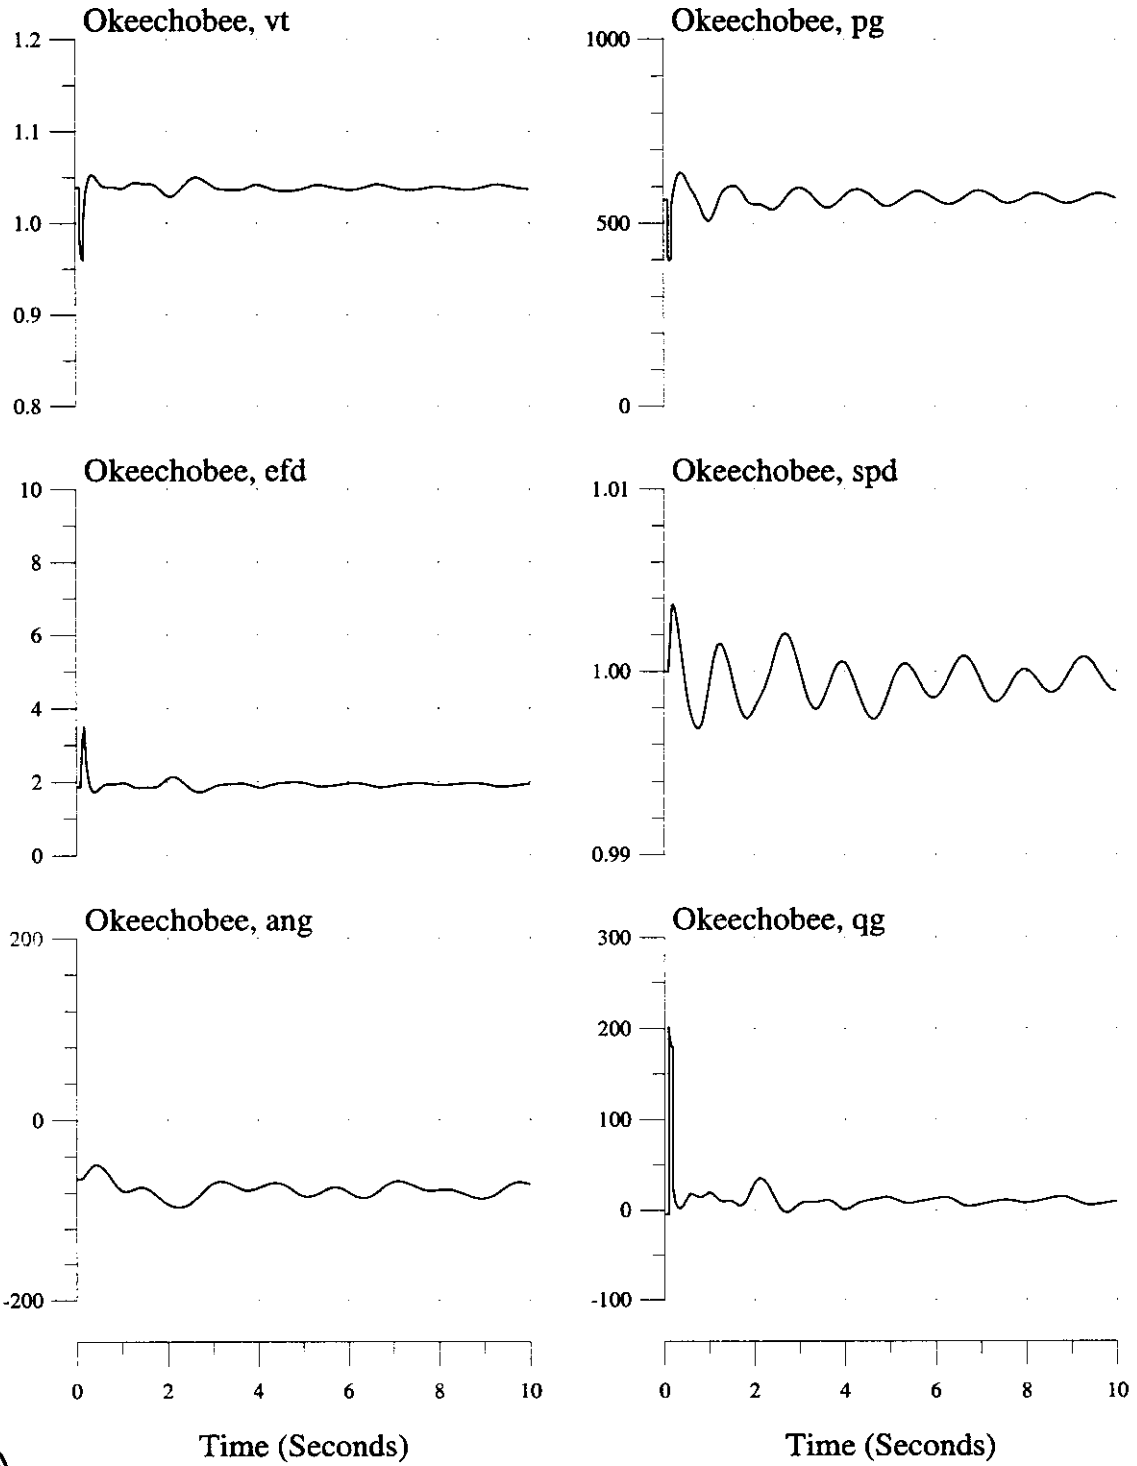 Okeechobee, vt
1.2
1.1
1.0
0.9
0.8
Okeechobee, pg
1000
500
0
Okeechobee, efd
10
8
6
4
2
0
Okeechobee, spd
1.01
1.00
0.99
Okeechobee, ang
200
0
-200
Okeechobee, qg
300
200
100
0
-100
0 2 4 6 8 10
Time (Seconds)
0 2 4 6 8 10
Time (Seconds)